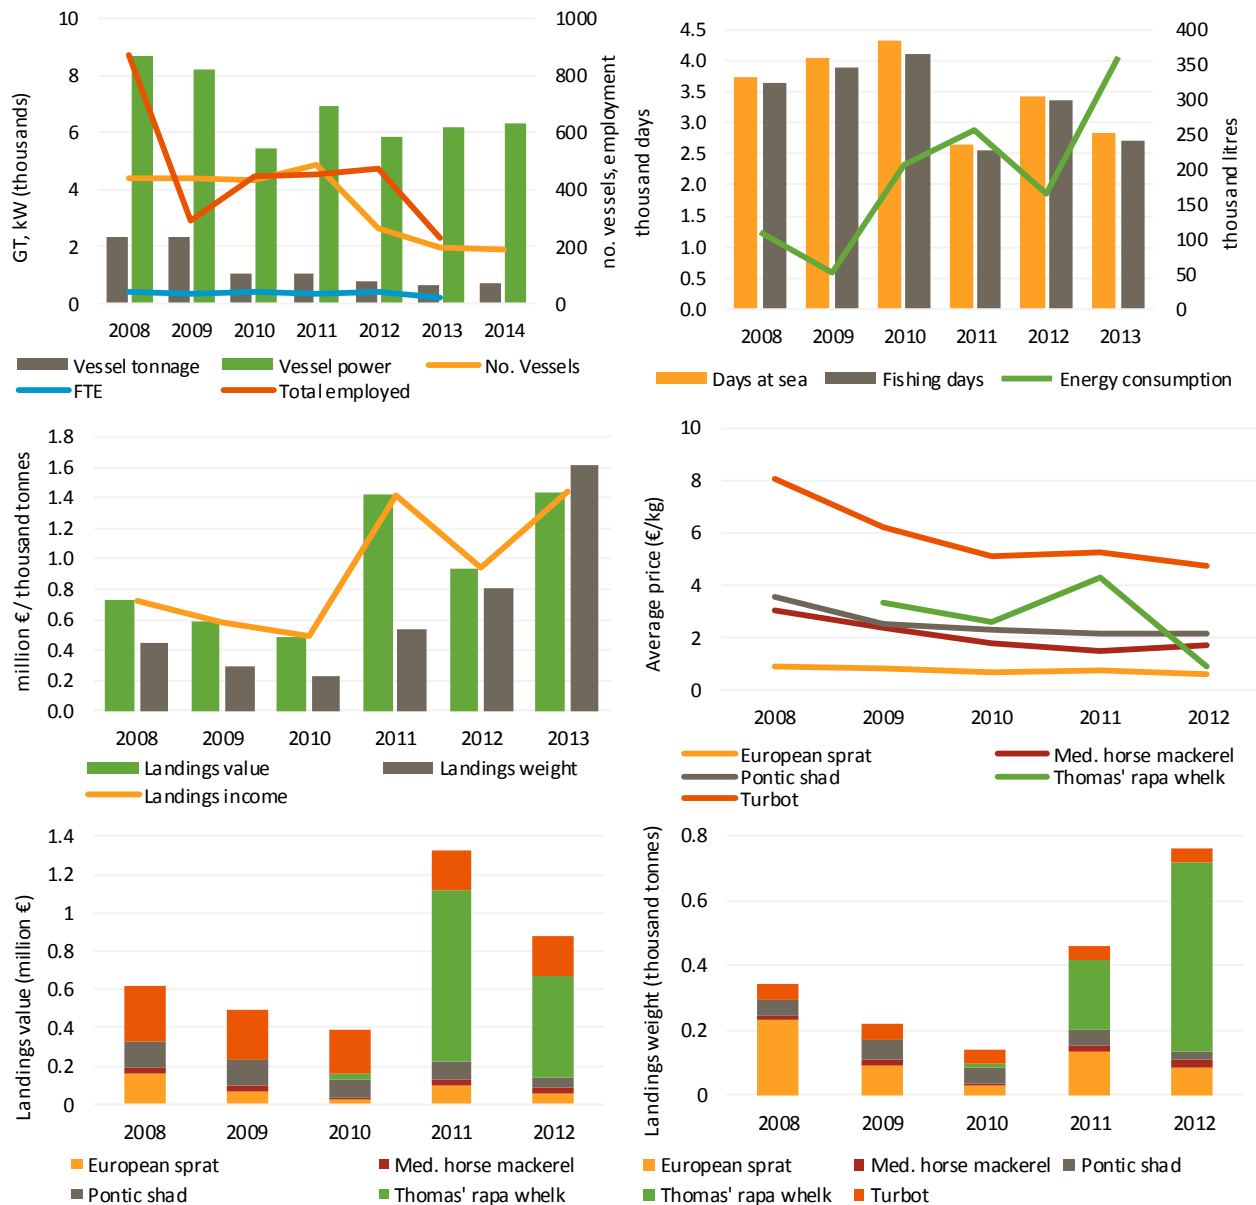 GT, kW (thousands)
10
8
6
4
2
0
1000
800
600
400
200
0
no. vessels, employment
2008 2009 2010 2011 2012 2013 2014
Vessel tonnage Vessel power No. Vessels
FTE Total employed
thousand days
4.5
4.0
3.5
3.0
2.5
2.0
1.5
1.0
0.5
0.0
400
350
300
250
200
150
100
50
0
thousand litres
2008 2009 2010 2011 2012 2013
Days at sea Fishing days Energy consumption
million €/ thousand tonnes
1.8
1.6
1.4
1.2
1.0
0.8
0.6
0.4
0.2
0.0
2008 2009 2010 2011 2012 2013
Landings value Landings weight
Landings income
Average price (€/kg)
10
8
6
4
2
0
2008 2009 2010 2011 2012
European sprat Med. horse mackerel
Pontic shad Thomas' rapa whelk
Turbot
Landings value (million €)
1.4
1.2
1
0.8
0.6
0.4
0.2
0
2008 2009 2010 2011 2012
European sprat Med. horse mackerel
Pontic shad Thomas' rapa whelk
Landings weight (thousand tonnes)
0.8
0.6
0.4
0.2
0
2008 2009 2010 2011 2012
European sprat Med. horse mackerel Pontic shad
Thomas' rapa whelk Turbot